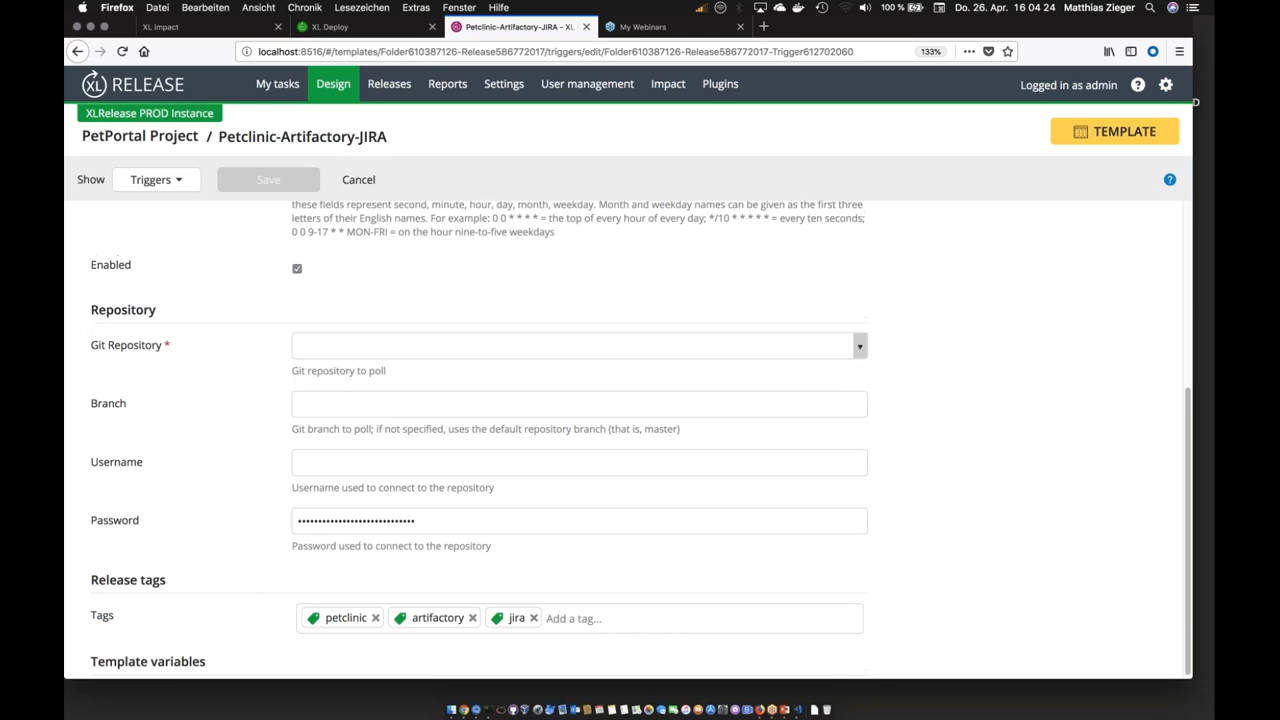 Firefox Datei Bearbeiten Ansicht Chronik Lesezeichen Extras Fenster Hilfe 100 % Do. 26. Apr. 16 04 24 Matthias Zieger
XL Impact XL Deploy Petclinic-Artifactory-JIRA - XL My Webinars
localhost:8516/#/templates/Folder610387126-Release586772017/triggers/edit/Folder610387126-Release586772017-Trigger612702060 133%
XL RELEASE My tasks Design Releases Reports Settings User management Impact Plugins Logged in as admin
XLRelease PROD Instance
PetPortal Project / Petclinic-Artifactory-JIRA TEMPLATE
Show Triggers Save Cancel
these fields represent second, minute, hour, day, month, weekday. Month and weekday names can be given as the first three
letters of their English names. For example: 0 0 * * * * = the top of every hour of every day; */10 * * * * * = every ten seconds;
0 0 9-17 * * MON-FRI = on the hour nine-to-five weekdays
Enabled
Repository
Git Repository *
Git repository to poll
Branch
Git branch to poll; if not specified, uses the default repository branch (that is, master)
Username
Username used to connect to the repository
Password
Password used to connect to the repository
Release tags
Tags petclinic artifactory jira Add a tag...
Template variables